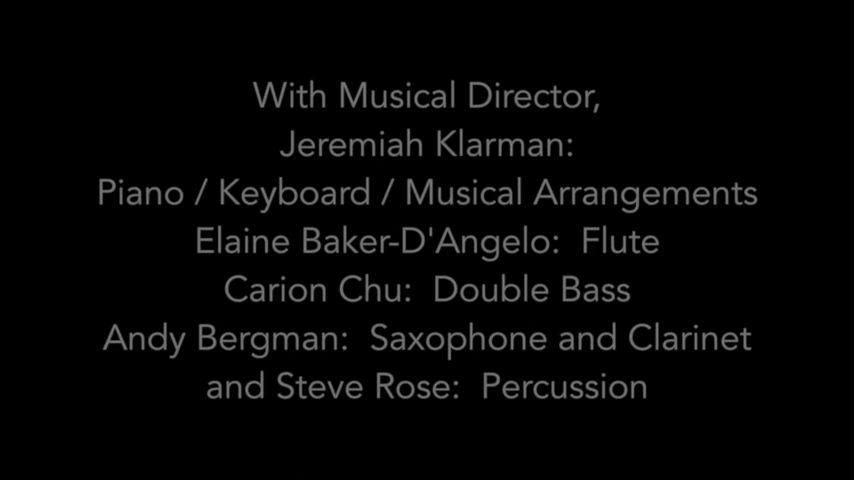 With Musical Director,
Jeremiah Klarman:
Piano / Keyboard / Musical Arrangements
Elaine Baker-D'Angelo:  Flute
Carion Chu:  Double Bass
Andy Bergman:  Saxophone and Clarinet
and Steve Rose:  Percussion